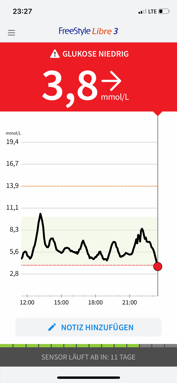 23:27
LTE
FreeStyle Libre 3
GLUKOSE NIEDRIG
3,8 mmol/L
mmol/L
19,4
16,7
13,9
11,1
8,3
5,6
2,8
12:00 15:00 18:00 21:00
NOTIZ HINZUFÜGEN
SENSOR LÄUFT AB IN: 11 TAGE